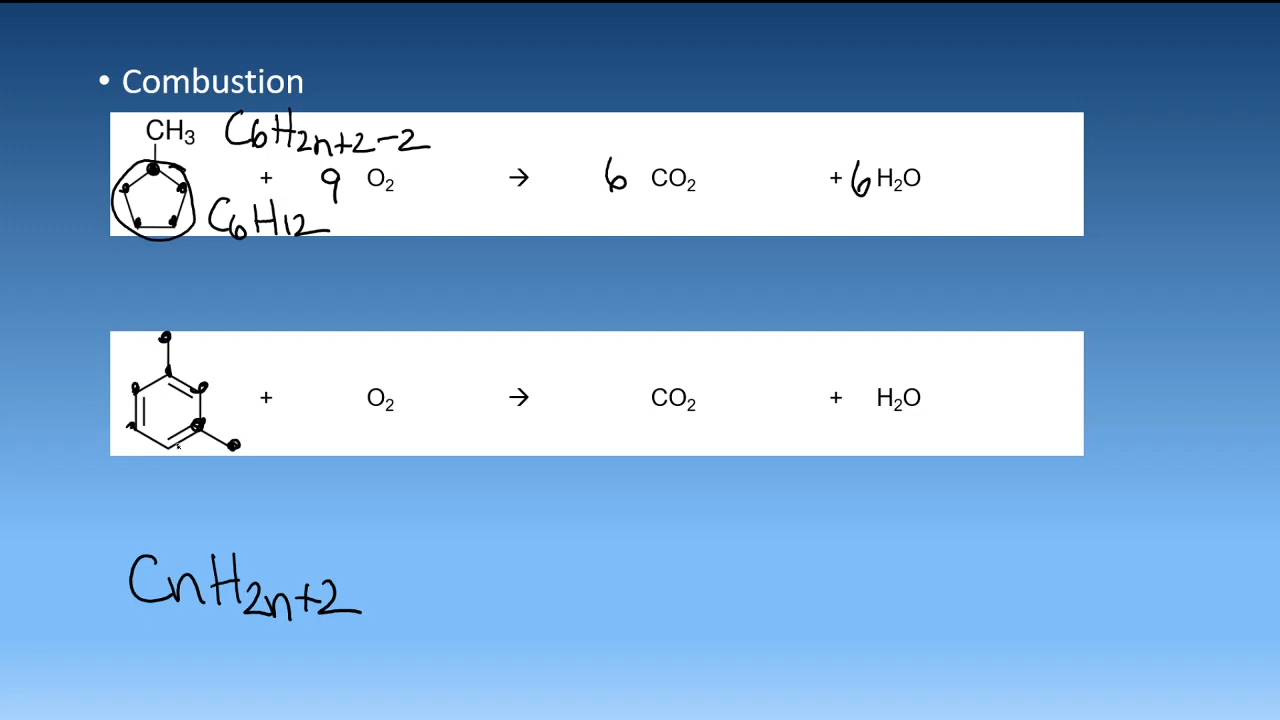 • Combustion
CH₃ C6H2n+2-2
+ 9 O₂ → 6 CO₂ + 6 H₂O
C6H12
+ O₂ → CO₂ + H₂O
CnH2n+2